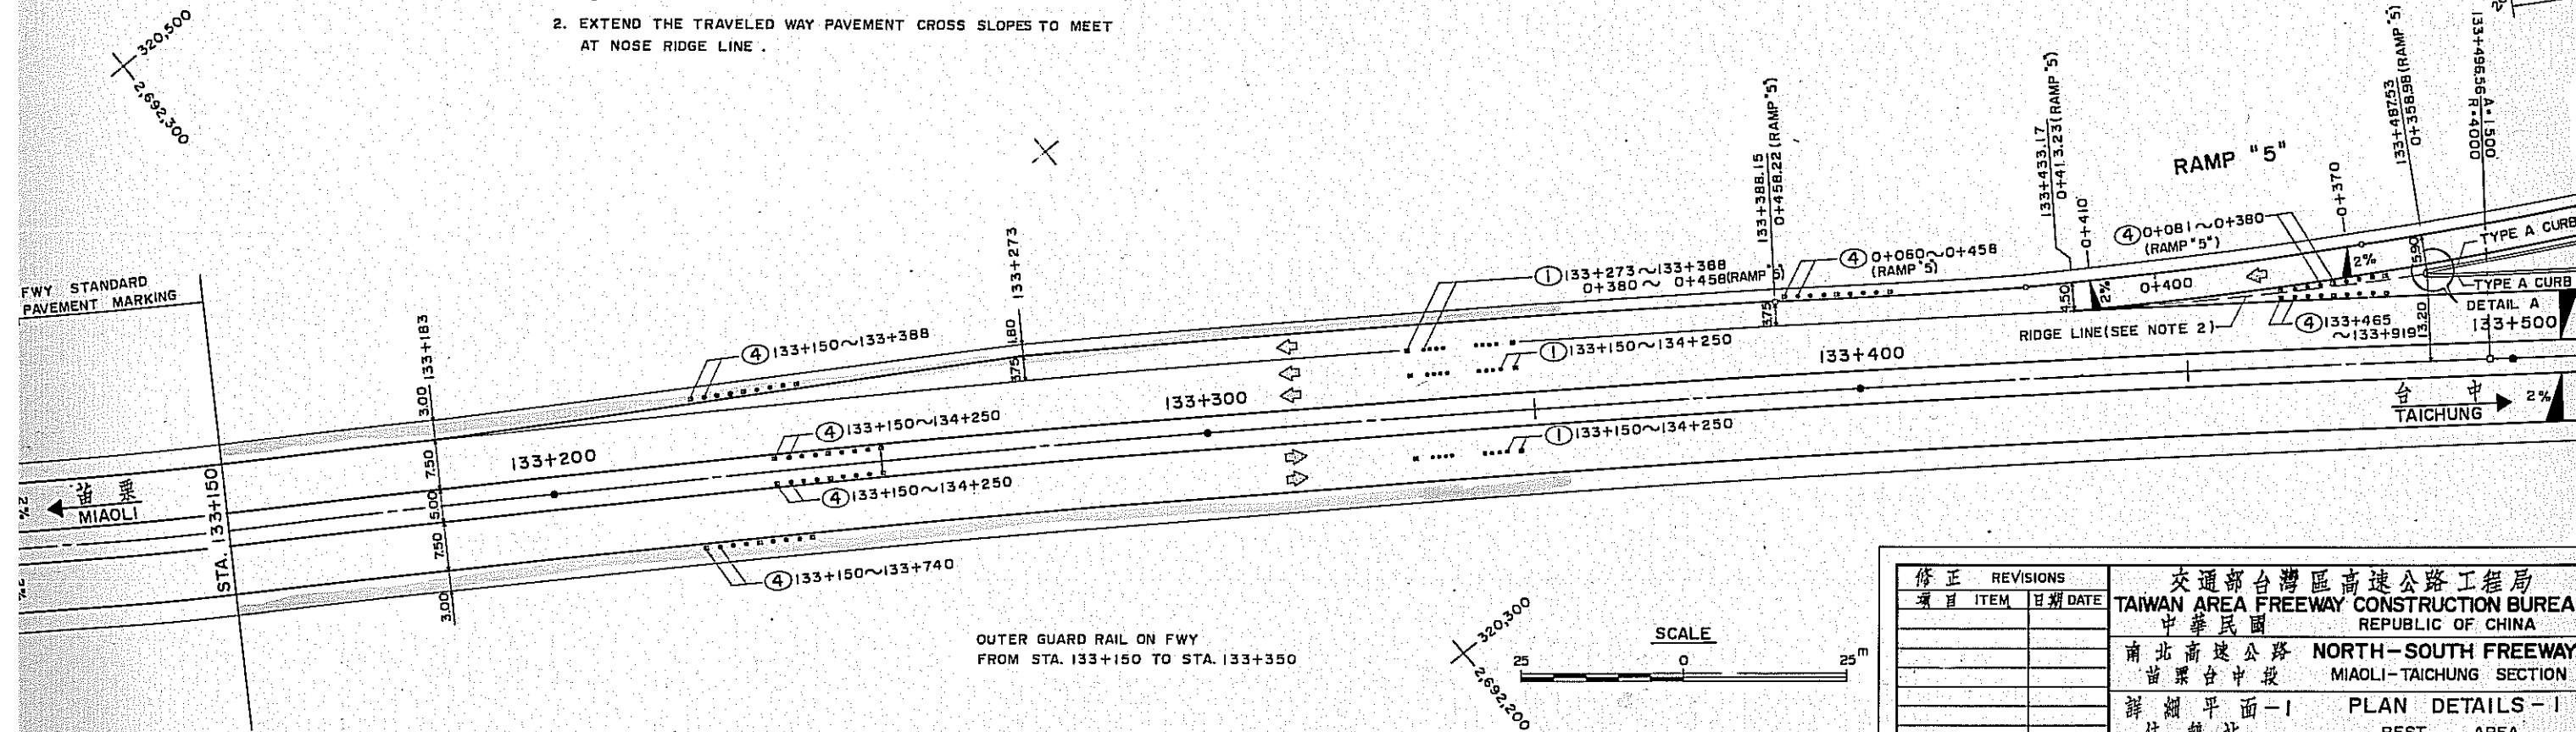 2. EXTEND THE TRAVELED WAY PAVEMENT CROSS SLOPES TO MEET
AT NOSE RIDGE LINE .
320,500
2,692,300
FWY STANDARD
PAVEMENT MARKING
苗栗
MIAOLI
STA. 133+150
3.00
133+183
7.50
5.00
7.50
3.00
133+200
④ 133+150~133+388
④ 133+150~134+250
④ 133+150~134+250
④ 133+150~133+740
133+273
1.80
3.75
133+300
① 133+273~133+388
0+380 ~ 0+458(RAMP "5")
① 133+150~134+250
① 133+150~134+250
133+388.15
0+458.22 (RAMP "5")
3.75
④ 0+060~0+458
(RAMP "5")
133+400
133+433.17
0+413.23 (RAMP "5")
0+410
4.50
2%
0+400
④ 0+081~0+380
(RAMP "5")
RAMP "5"
0+370
2%
RIDGE LINE (SEE NOTE 2)
④ 133+465
~133+919
133+487.53
0+358.98 (RAMP "5")
133+496.56
A=1500
R=4000
5.90
13.20
TYPE A CURB
TYPE A CURB
DETAIL A
133+500
台中
TAICHUNG
2%
OUTER GUARD RAIL ON FWY
FROM STA. 133+150 TO STA. 133+350
320,300
2,692,200
SCALE
25 0 25m
修正 REVISIONS
項目 ITEM 日期 DATE
交通部台灣區高速公路工程局
TAIWAN AREA FREEWAY CONSTRUCTION BUREA
中華民國 REPUBLIC OF CHINA
南北高速公路 NORTH-SOUTH FREEWAY
苗栗台中段 MIAOLI-TAICHUNG SECTION
詳細平面-1 PLAN DETAILS-1
REST AREA